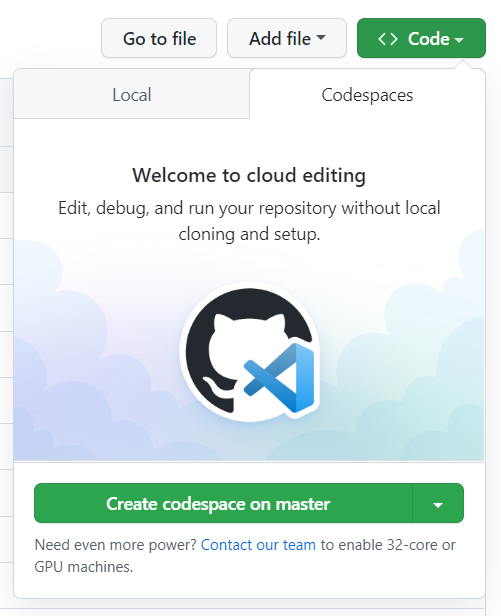 Go to file
Add file
<> Code
Local
Codespaces
Welcome to cloud editing
Edit, debug, and run your repository without local
cloning and setup.
Create codespace on master
Need even more power? Contact our team to enable 32-core or
GPU machines.